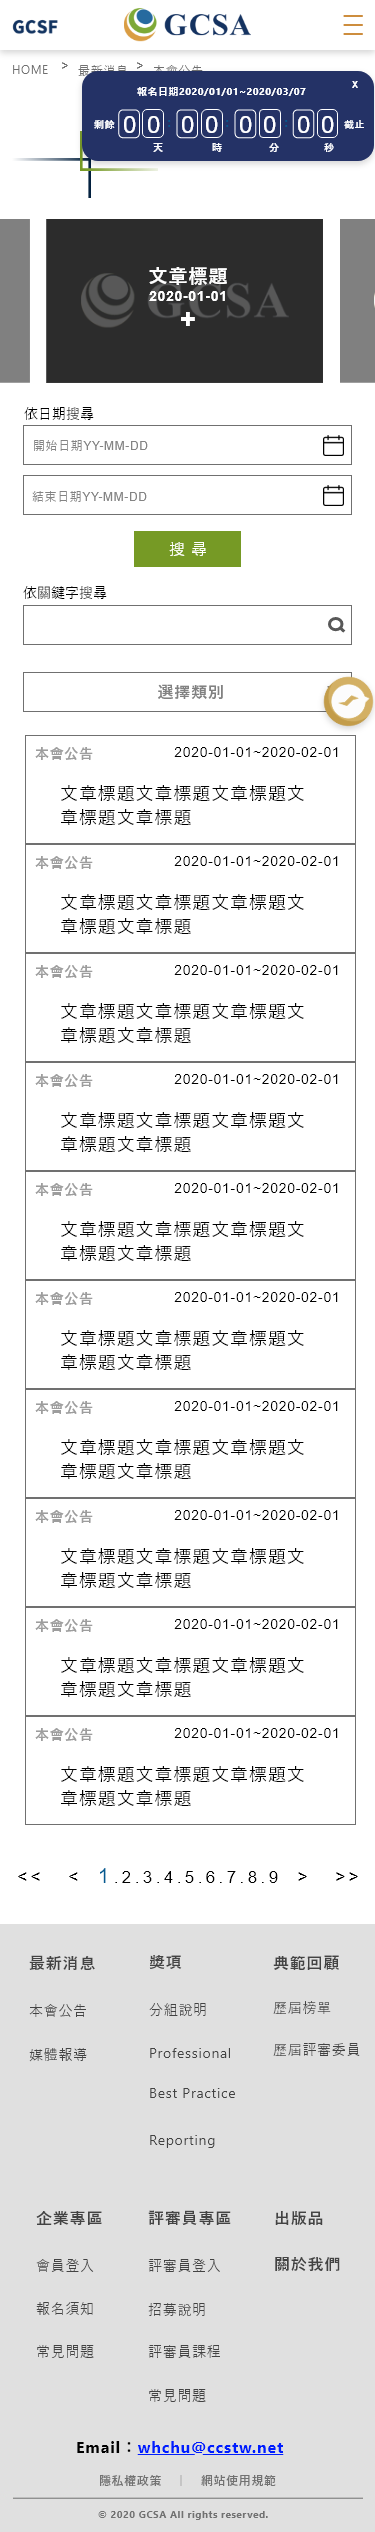 GCSF
GCSA
HOME > 最新消息 > 本會公告
x
報名日期2020/01/01~2020/03/07
剩餘 00 00 00 00 截止
天 時 分 秒
GCSA
文章標題
2020-01-01
依日期搜尋
開始日期YY-MM-DD
結束日期YY-MM-DD
搜 尋
依關鍵字搜尋
選擇類別
本會公告 2020-01-01~2020-02-01
文章標題文章標題文章標題文
章標題文章標題
本會公告 2020-01-01~2020-02-01
文章標題文章標題文章標題文
章標題文章標題
本會公告 2020-01-01~2020-02-01
文章標題文章標題文章標題文
章標題文章標題
本會公告 2020-01-01~2020-02-01
文章標題文章標題文章標題文
章標題文章標題
本會公告 2020-01-01~2020-02-01
文章標題文章標題文章標題文
章標題文章標題
本會公告 2020-01-01~2020-02-01
文章標題文章標題文章標題文
章標題文章標題
本會公告 2020-01-01~2020-02-01
文章標題文章標題文章標題文
章標題文章標題
本會公告 2020-01-01~2020-02-01
文章標題文章標題文章標題文
章標題文章標題
本會公告 2020-01-01~2020-02-01
文章標題文章標題文章標題文
章標題文章標題
本會公告 2020-01-01~2020-02-01
文章標題文章標題文章標題文
章標題文章標題
<< < 1.2.3.4.5.6.7.8.9 > >>
最新消息
本會公告
媒體報導
獎項
分組說明
Professional
Best Practice
Reporting
典範回顧
歷屆榜單
歷屆評審委員
企業專區
會員登入
報名須知
常見問題
評審員專區
評審員登入
招募說明
評審員課程
常見問題
出版品
關於我們
Email：whchu@ccstw.net
隱私權政策 | 網站使用規範
© 2020 GCSA All rights reserved.